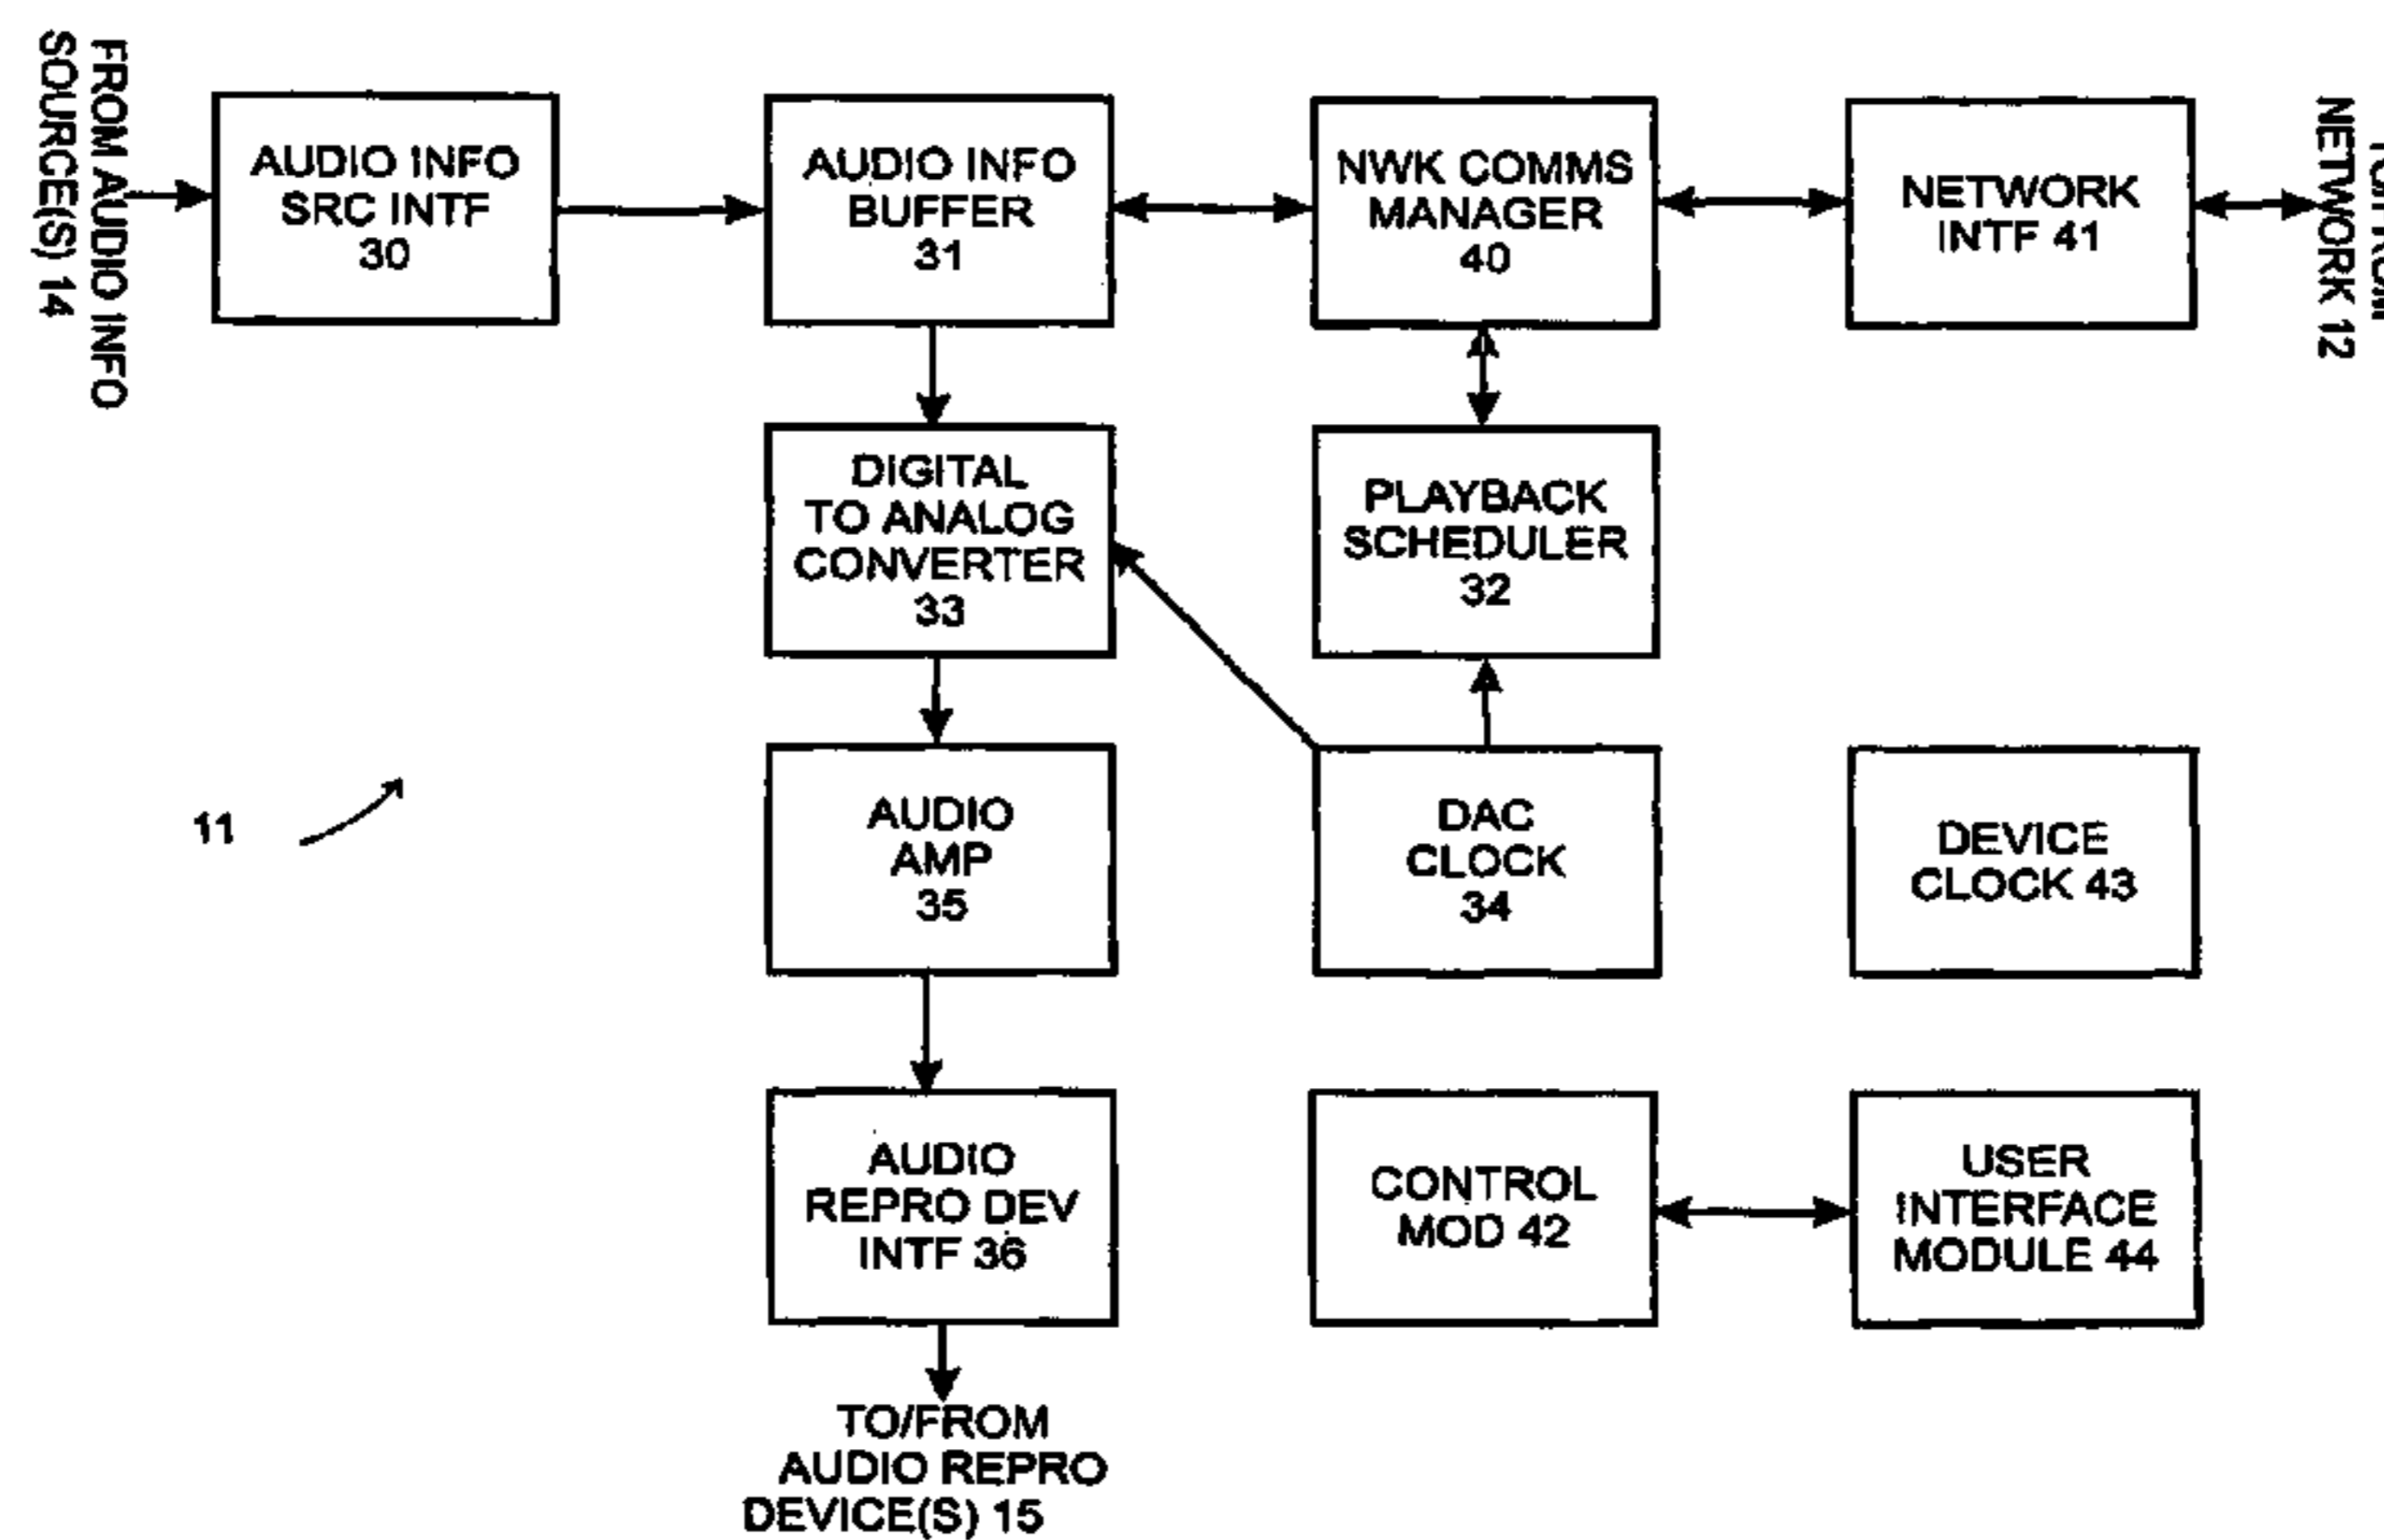 FROM AUDIO INFO
SOURCE(S) 14
AUDIO INFO
SRC INTF
30
AUDIO INFO
BUFFER
31
NWK COMMS
MANAGER
40
NETWORK
INTF 41
NETWORK 12
DIGITAL
TO ANALOG
CONVERTER
33
PLAYBACK
SCHEDULER
32
11
AUDIO
AMP
35
DAC
CLOCK
34
DEVICE
CLOCK 43
AUDIO
REPRO DEV
INTF 36
CONTROL
MOD 42
USER
INTERFACE
MODULE 44
TO/FROM
AUDIO REPRO
DEVICE(S) 15